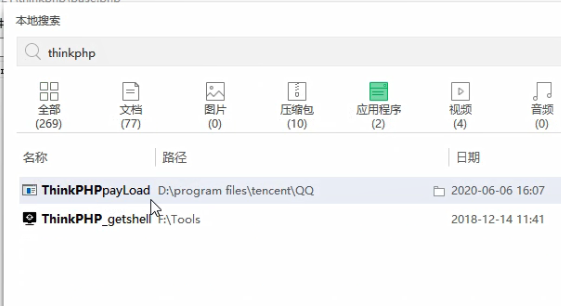 本地搜索
thinkphp
全部 文档 图片 压缩包 应用程序 视频 音频
(269) (77) (0) (10) (2) (4) (0)
名称 路径 日期
ThinkPHPpayLoad D:\program files\tencent\QQ 2020-06-06 16:07
ThinkPHP_getshell F:\Tools 2018-12-14 11:41